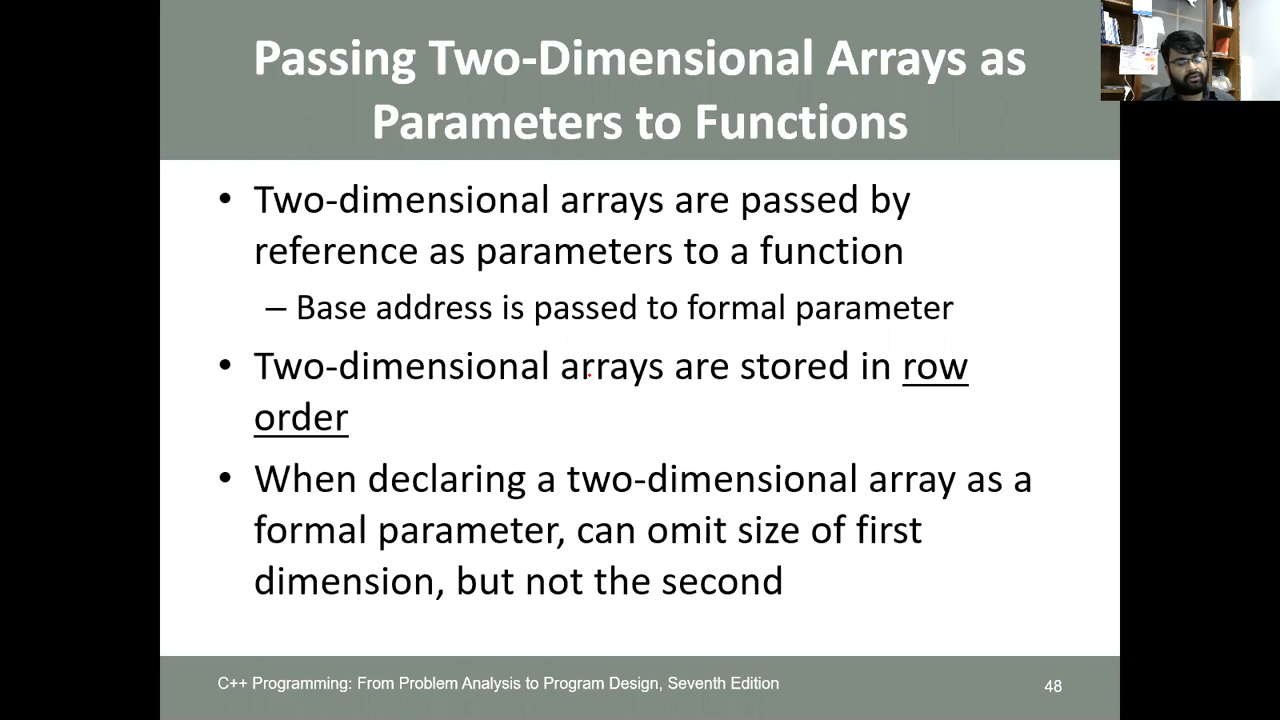 Passing Two-Dimensional Arrays as
Parameters to Functions
• Two-dimensional arrays are passed by
reference as parameters to a function
– Base address is passed to formal parameter
• Two-dimensional arrays are stored in row
order
• When declaring a two-dimensional array as a
formal parameter, can omit size of first
dimension, but not the second
C++ Programming: From Problem Analysis to Program Design, Seventh Edition
48